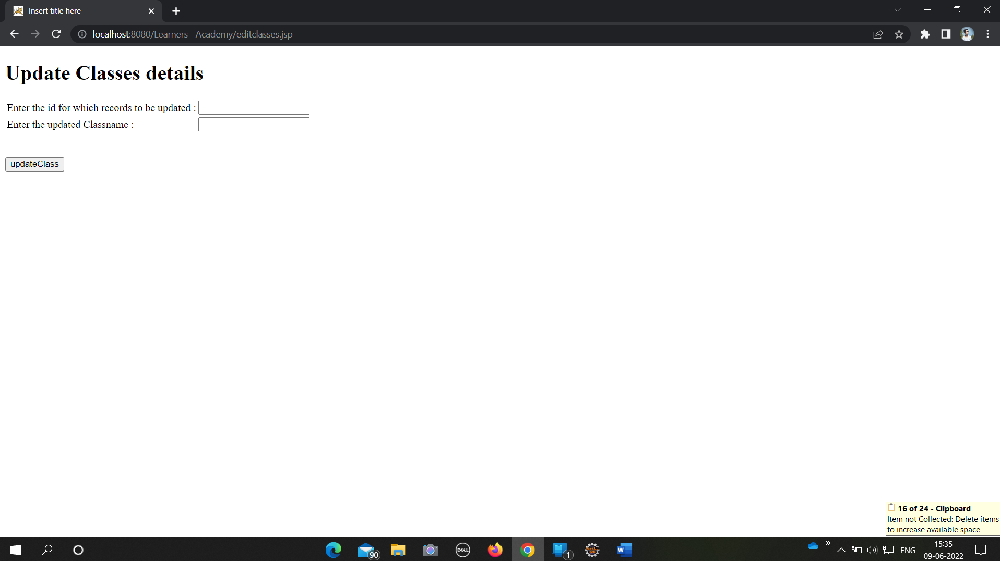 Insert title here
localhost:8080/Learners__Academy/editclasses.jsp
Update Classes details
Enter the id for which records to be updated :
Enter the updated Classname :
updateClass
16 of 24 - Clipboard
Item not Collected: Delete items
to increase available space
90
DELL
1
W
ENG
15:35
09-06-2022